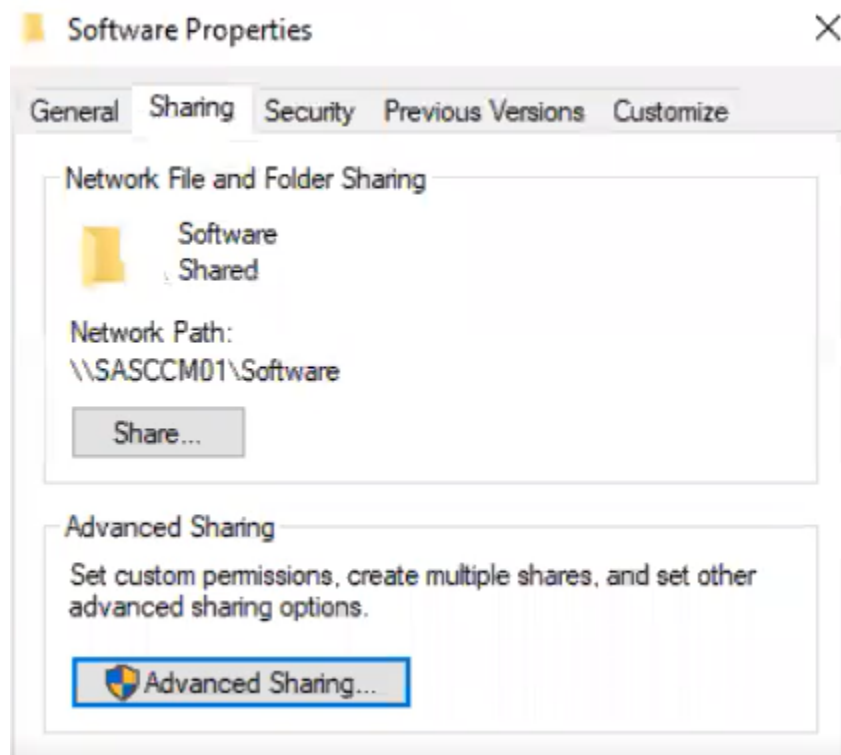 Software Properties
General Sharing Security Previous Versions Customize
Network File and Folder Sharing
Software
Shared
Network Path:
\\SASCCM01\Software
Share...
Advanced Sharing
Set custom permissions, create multiple shares, and set other
advanced sharing options.
Advanced Sharing...